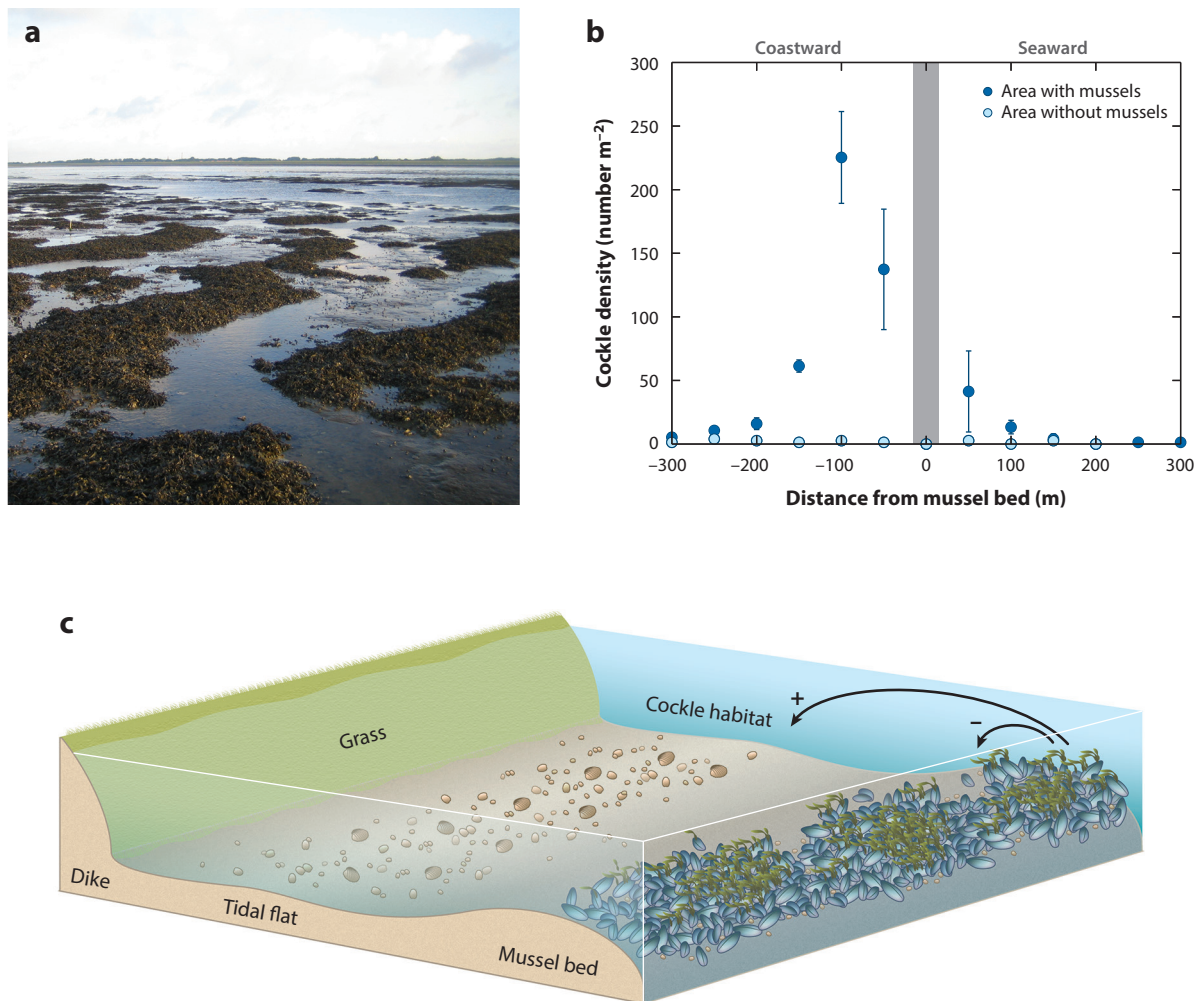 a
b
Coastward
Seaward
300
250
200
150
100
50
0
Area with mussels
Area without mussels
Cockle density (number m⁻²)
−300
−200
−100
0
100
200
300
Distance from mussel bed (m)
c
Grass
Cockle habitat
+
−
Dike
Tidal flat
Mussel bed